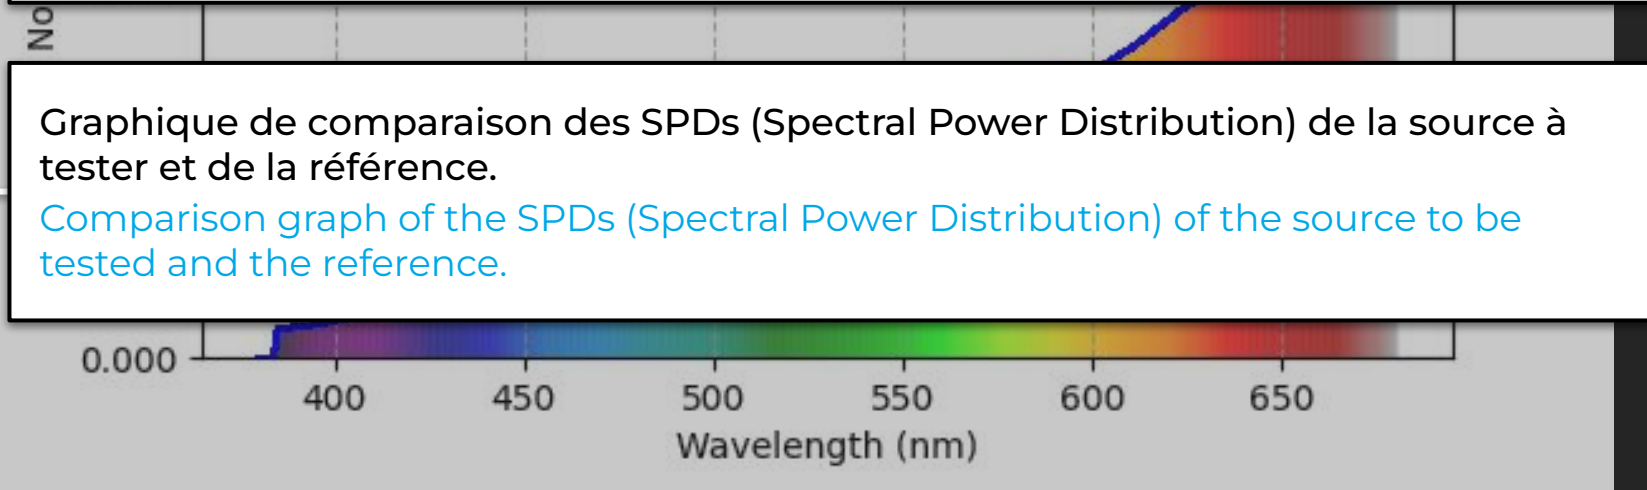 No
Graphique de comparaison des SPDs (Spectral Power Distribution) de la source à
tester et de la référence.
Comparison graph of the SPDs (Spectral Power Distribution) of the source to be
tested and the reference.
0.000
400 450 500 550 600 650
Wavelength (nm)